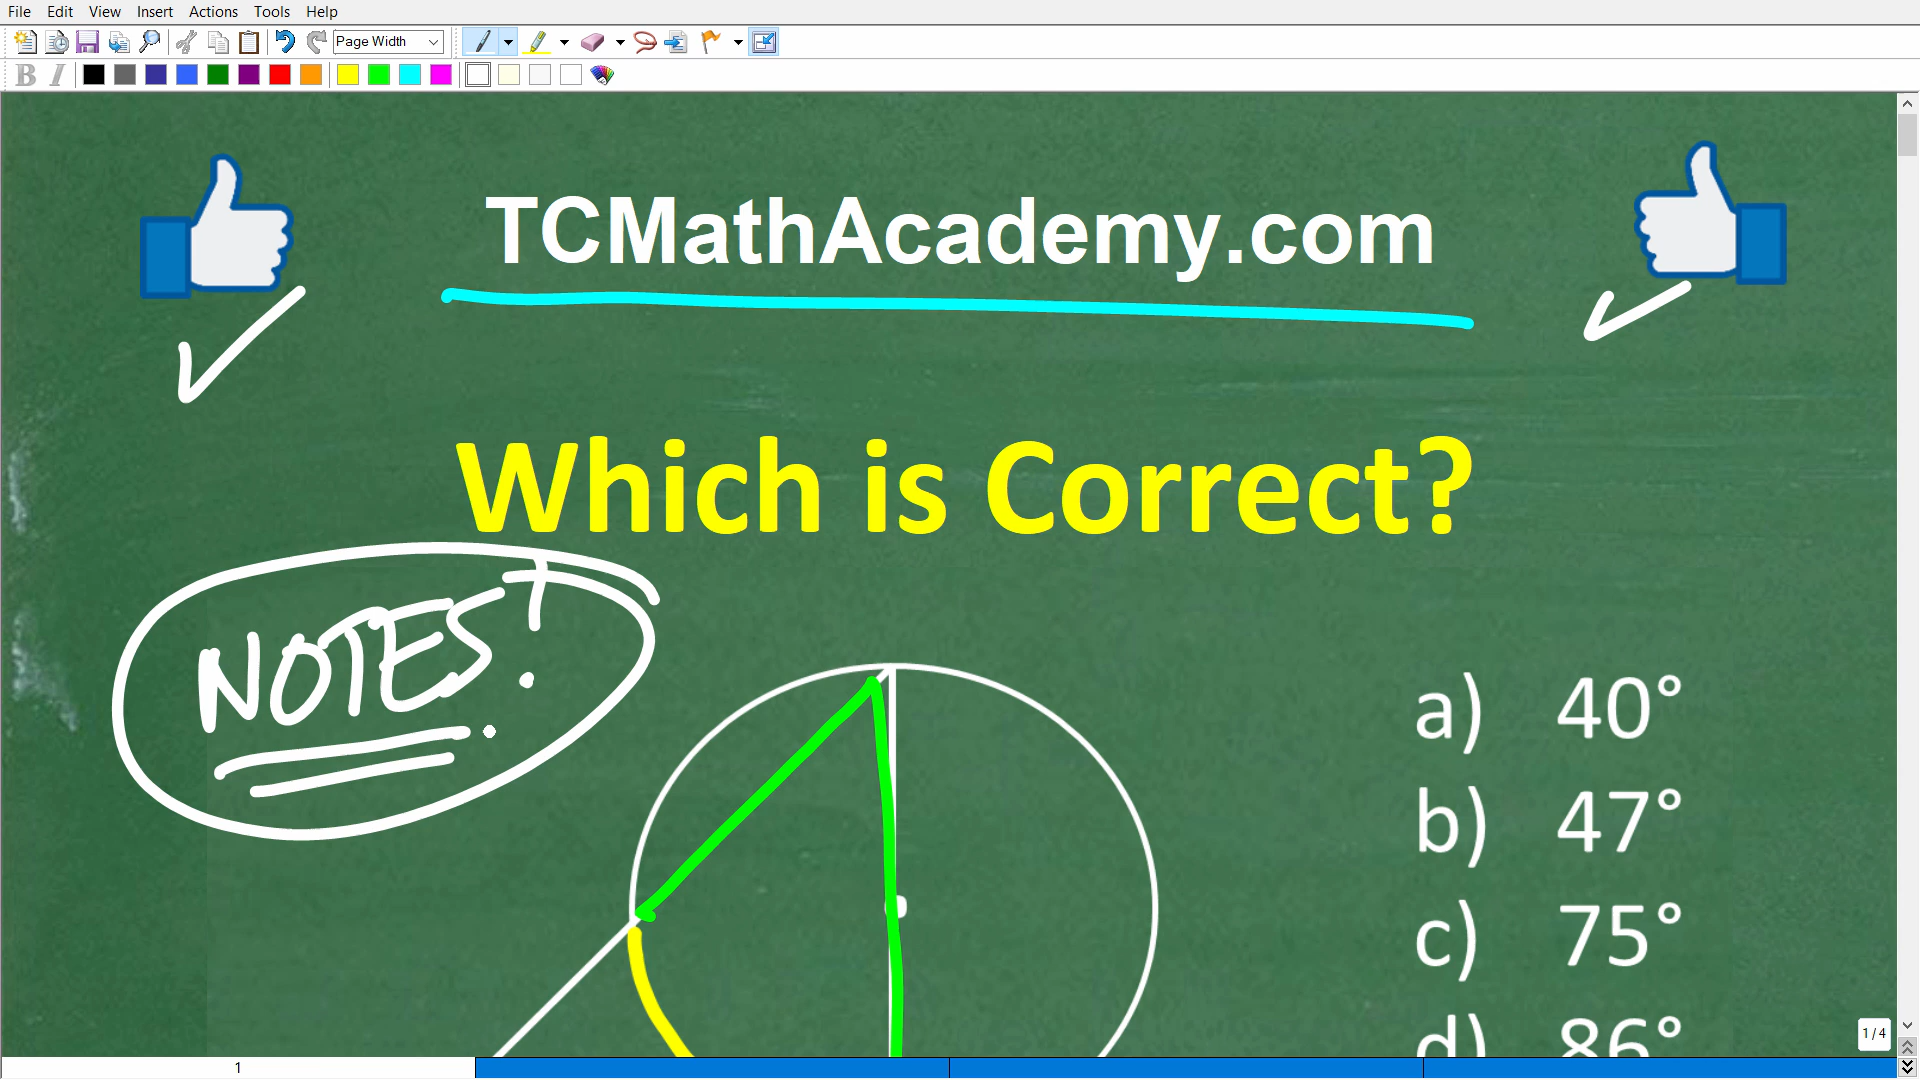 File Edit View Insert Actions Tools Help
Page Width
B I
TCMathAcademy.com
Which is Correct?
NOTES!
a) 40°
b) 47°
c) 75°
d) 86°
1 / 4
1